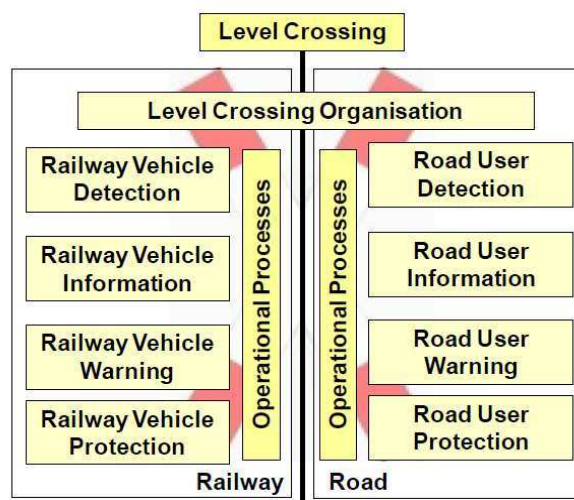 Level Crossing
Level Crossing Organisation
Railway Vehicle
Detection
Railway Vehicle
Information
Railway Vehicle
Warning
Railway Vehicle
Protection
Operational Processes
Railway
Operational Processes
Road User
Detection
Road User
Information
Road User
Warning
Road User
Protection
Road